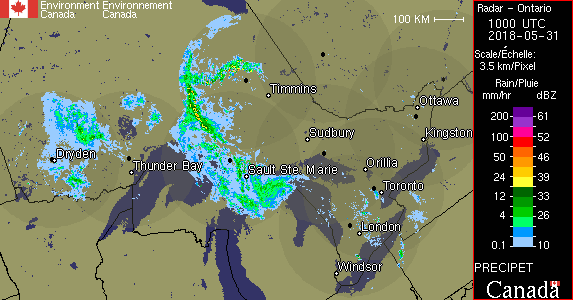 Environment Environnement
Canada Canada
100 KM
Timmins
Ottawa
Sudbury
Kingston
Dryden
Thunder Bay
Sault Ste. Marie
Orillia
Toronto
London
Windsor
Radar - Ontario
1000 UTC
2018-05-31
Scale/Échelle:
3.5 km/Pixel
Rain/Pluie
mm/hr dBZ
200 61
100 52
50 46
24 39
12 33
4 26
0.1 10
PRECIPET
Canada